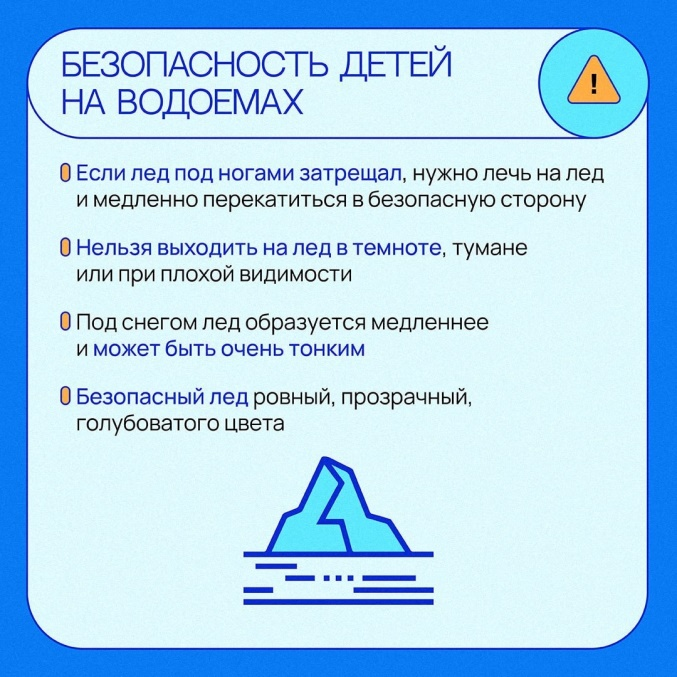 БЕЗОПАСНОСТЬ ДЕТЕЙ
НА ВОДОЕМАХ
!
Если лед под ногами затрещал, нужно лечь на лед
и медленно перекатиться в безопасную сторону
Нельзя выходить на лед в темноте, тумане
или при плохой видимости
Под снегом лед образуется медленнее
и может быть очень тонким
Безопасный лед ровный, прозрачный,
голубоватого цвета